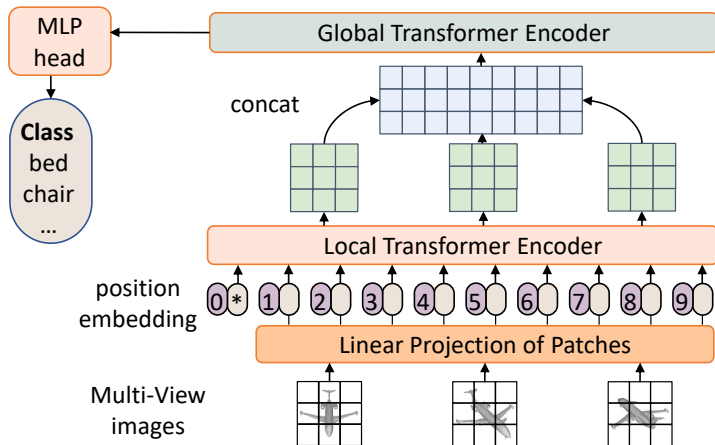 MLP
head
Global Transformer Encoder
concat
Class
bed
chair
...
Local Transformer Encoder
position
embedding
0 * 1 2 3 4 5 6 7 8 9
Linear Projection of Patches
Multi-View
images